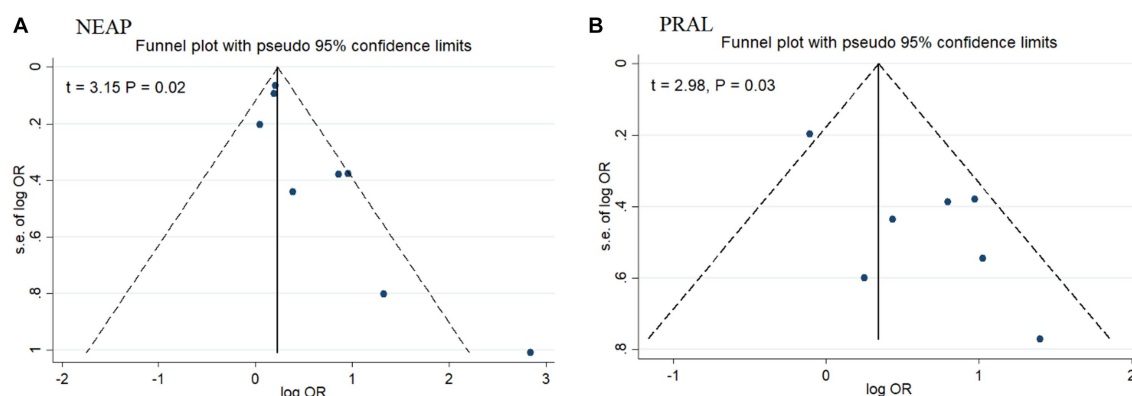 A NEAP
Funnel plot with pseudo 95% confidence limits
t = 3.15 P = 0.02
0
.2
.4
.6
.8
1
s.e. of log OR
-2 -1 0 1 2 3
log OR
B PRAL
Funnel plot with pseudo 95% confidence limits
t = 2.98, P = 0.03
0
.2
.4
.6
.8
s.e. of log OR
-1 0 1 2
log OR